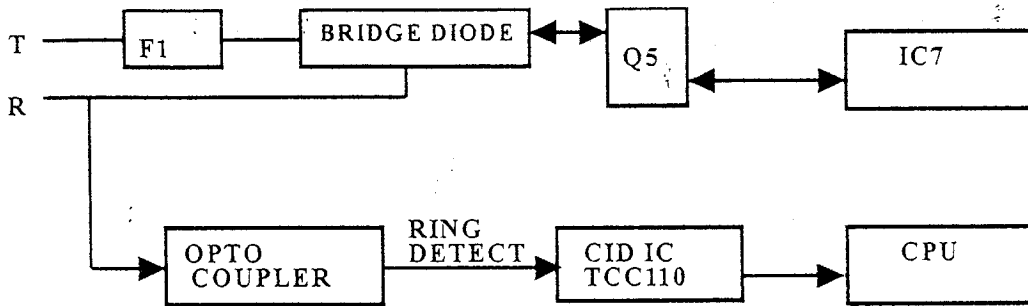 T
F1
BRIDGE DIODE
Q5
IC7
R
OPTO
COUPLER
RING
DETECT
CID IC
TCC110
CPU